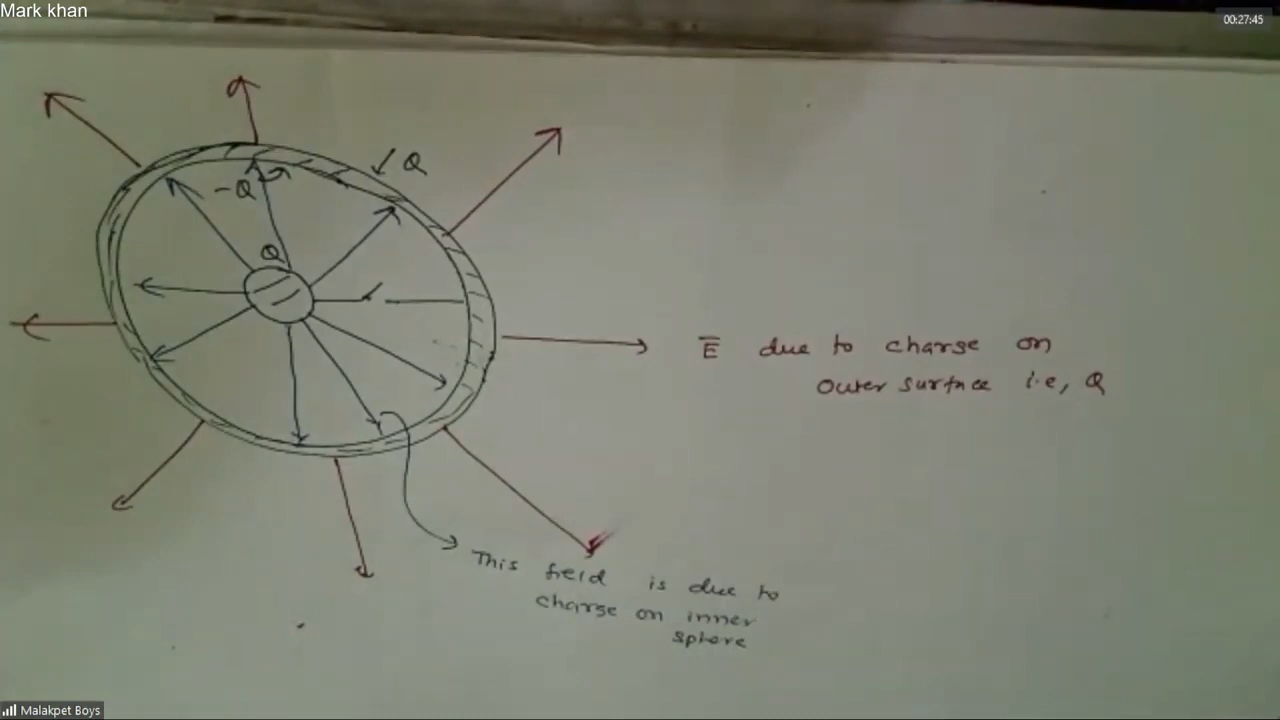 Mark khan
00:27:45
Q
-Q
Q
E̅ due to charge on
outer surface i.e, Q
This field is due to
charge on inner
sphere
Malakpet Boys